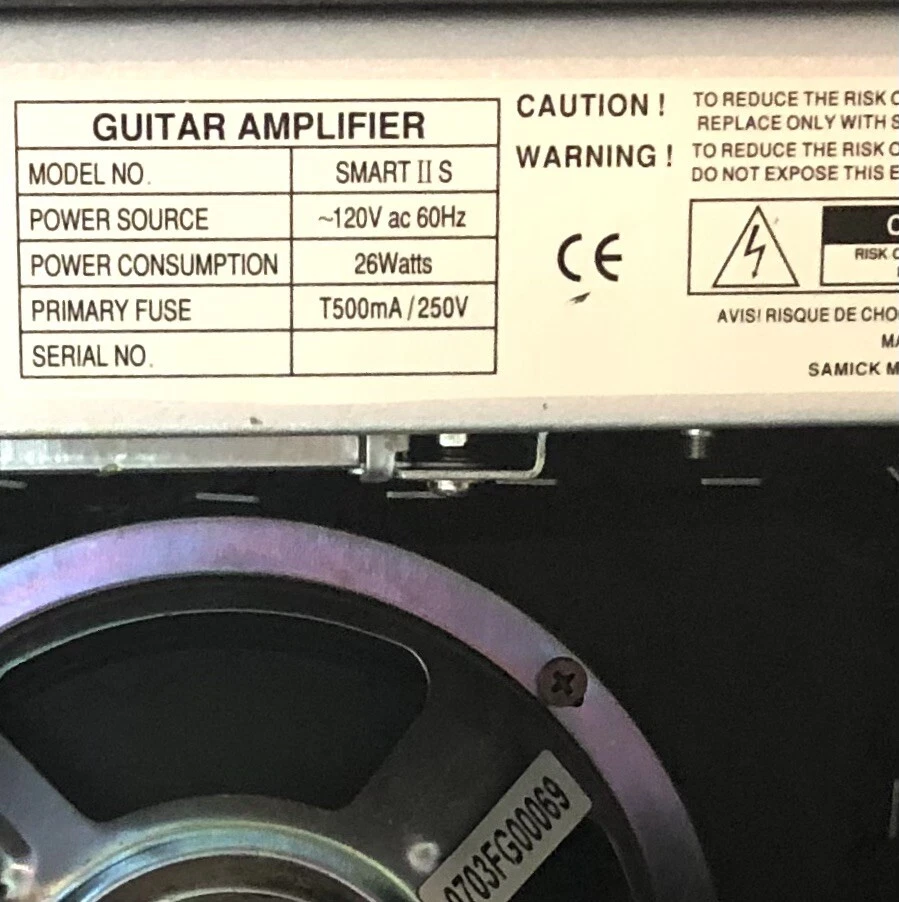 GUITAR AMPLIFIER
MODEL NO. SMART II S
POWER SOURCE ~120V ac 60Hz
POWER CONSUMPTION 26Watts
PRIMARY FUSE T500mA / 250V
SERIAL NO.
CAUTION ! TO REDUCE THE RISK
REPLACE ONLY WITH
WARNING ! TO REDUCE THE RISK
DO NOT EXPOSE THIS
CE
RISK
AVIS! RISQUE DE
SAMICK
0703FG00069